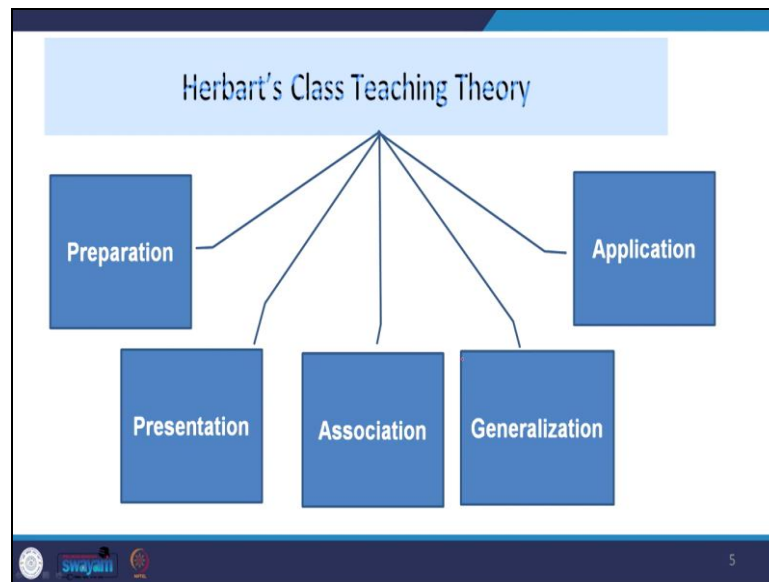 Herbart's Class Teaching Theory
Preparation
Application
Presentation
Association
Generalization
swayam
5